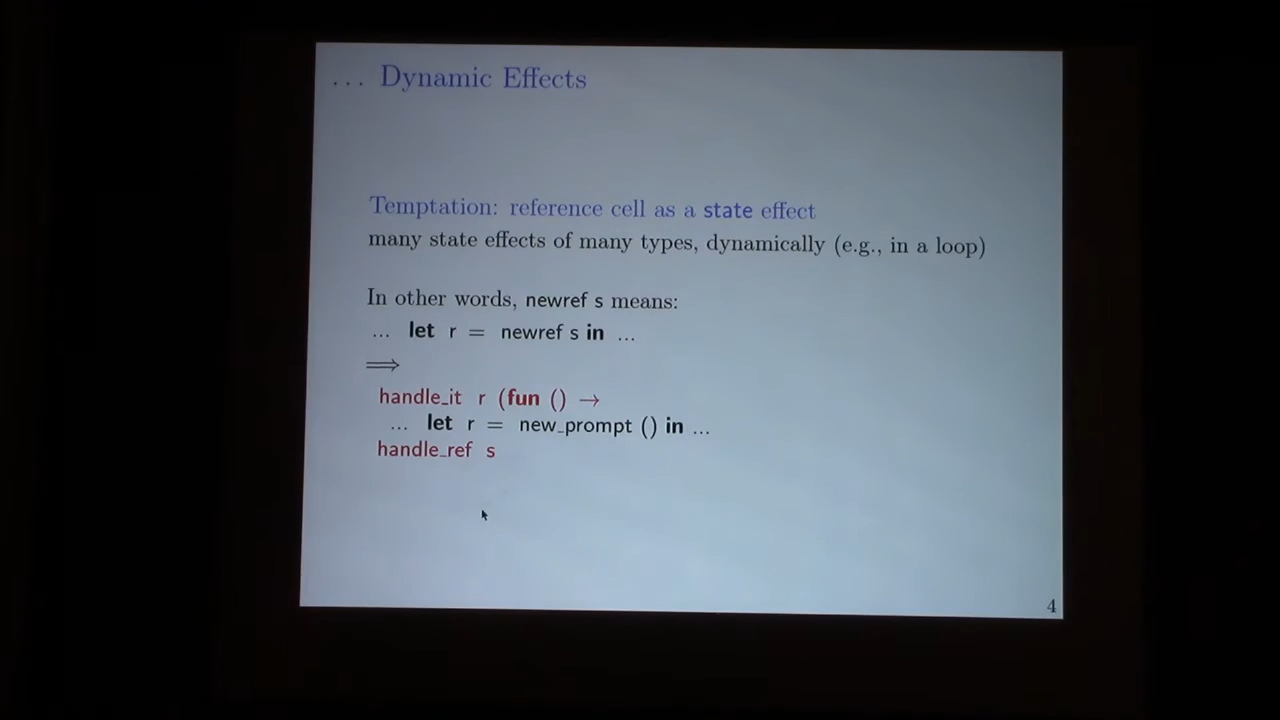 ... Dynamic Effects
Temptation: reference cell as a state effect
many state effects of many types, dynamically (e.g., in a loop)
In other words, newref s means:
... let r = newref s in ...
⟹
handle_it r (fun () →
... let r = new_prompt () in ...
handle_ref s
4